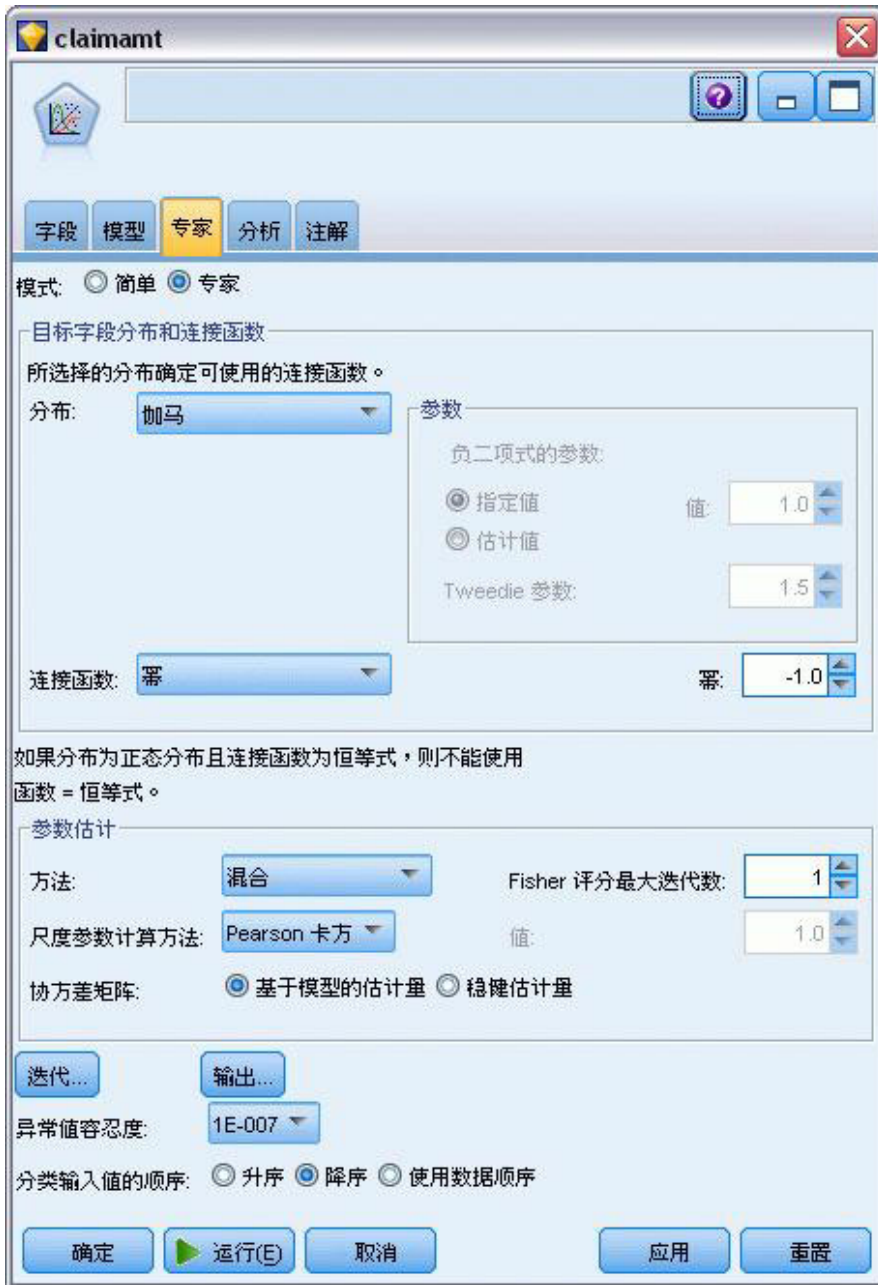 claimamt
字段 模型 专家 分析 注解
模式: 简单 专家
目标字段分布和连接函数
所选择的分布确定可使用的连接函数。
分布: 伽马
参数
负二项式的参数:
指定值 值: 1.0
估计值
Tweedie 参数: 1.5
连接函数: 幂 幂: -1.0
如果分布为正态分布且连接函数为恒等式，则不能使用
函数 = 恒等式。
参数估计
方法: 混合 Fisher 评分最大迭代数: 1
尺度参数计算方法: Pearson 卡方 值: 1.0
协方差矩阵: 基于模型的估计量 稳健估计量
迭代... 输出...
异常值容忍度: 1E-007
分类输入值的顺序: 升序 降序 使用数据顺序
确定 运行(E) 取消 应用 重置